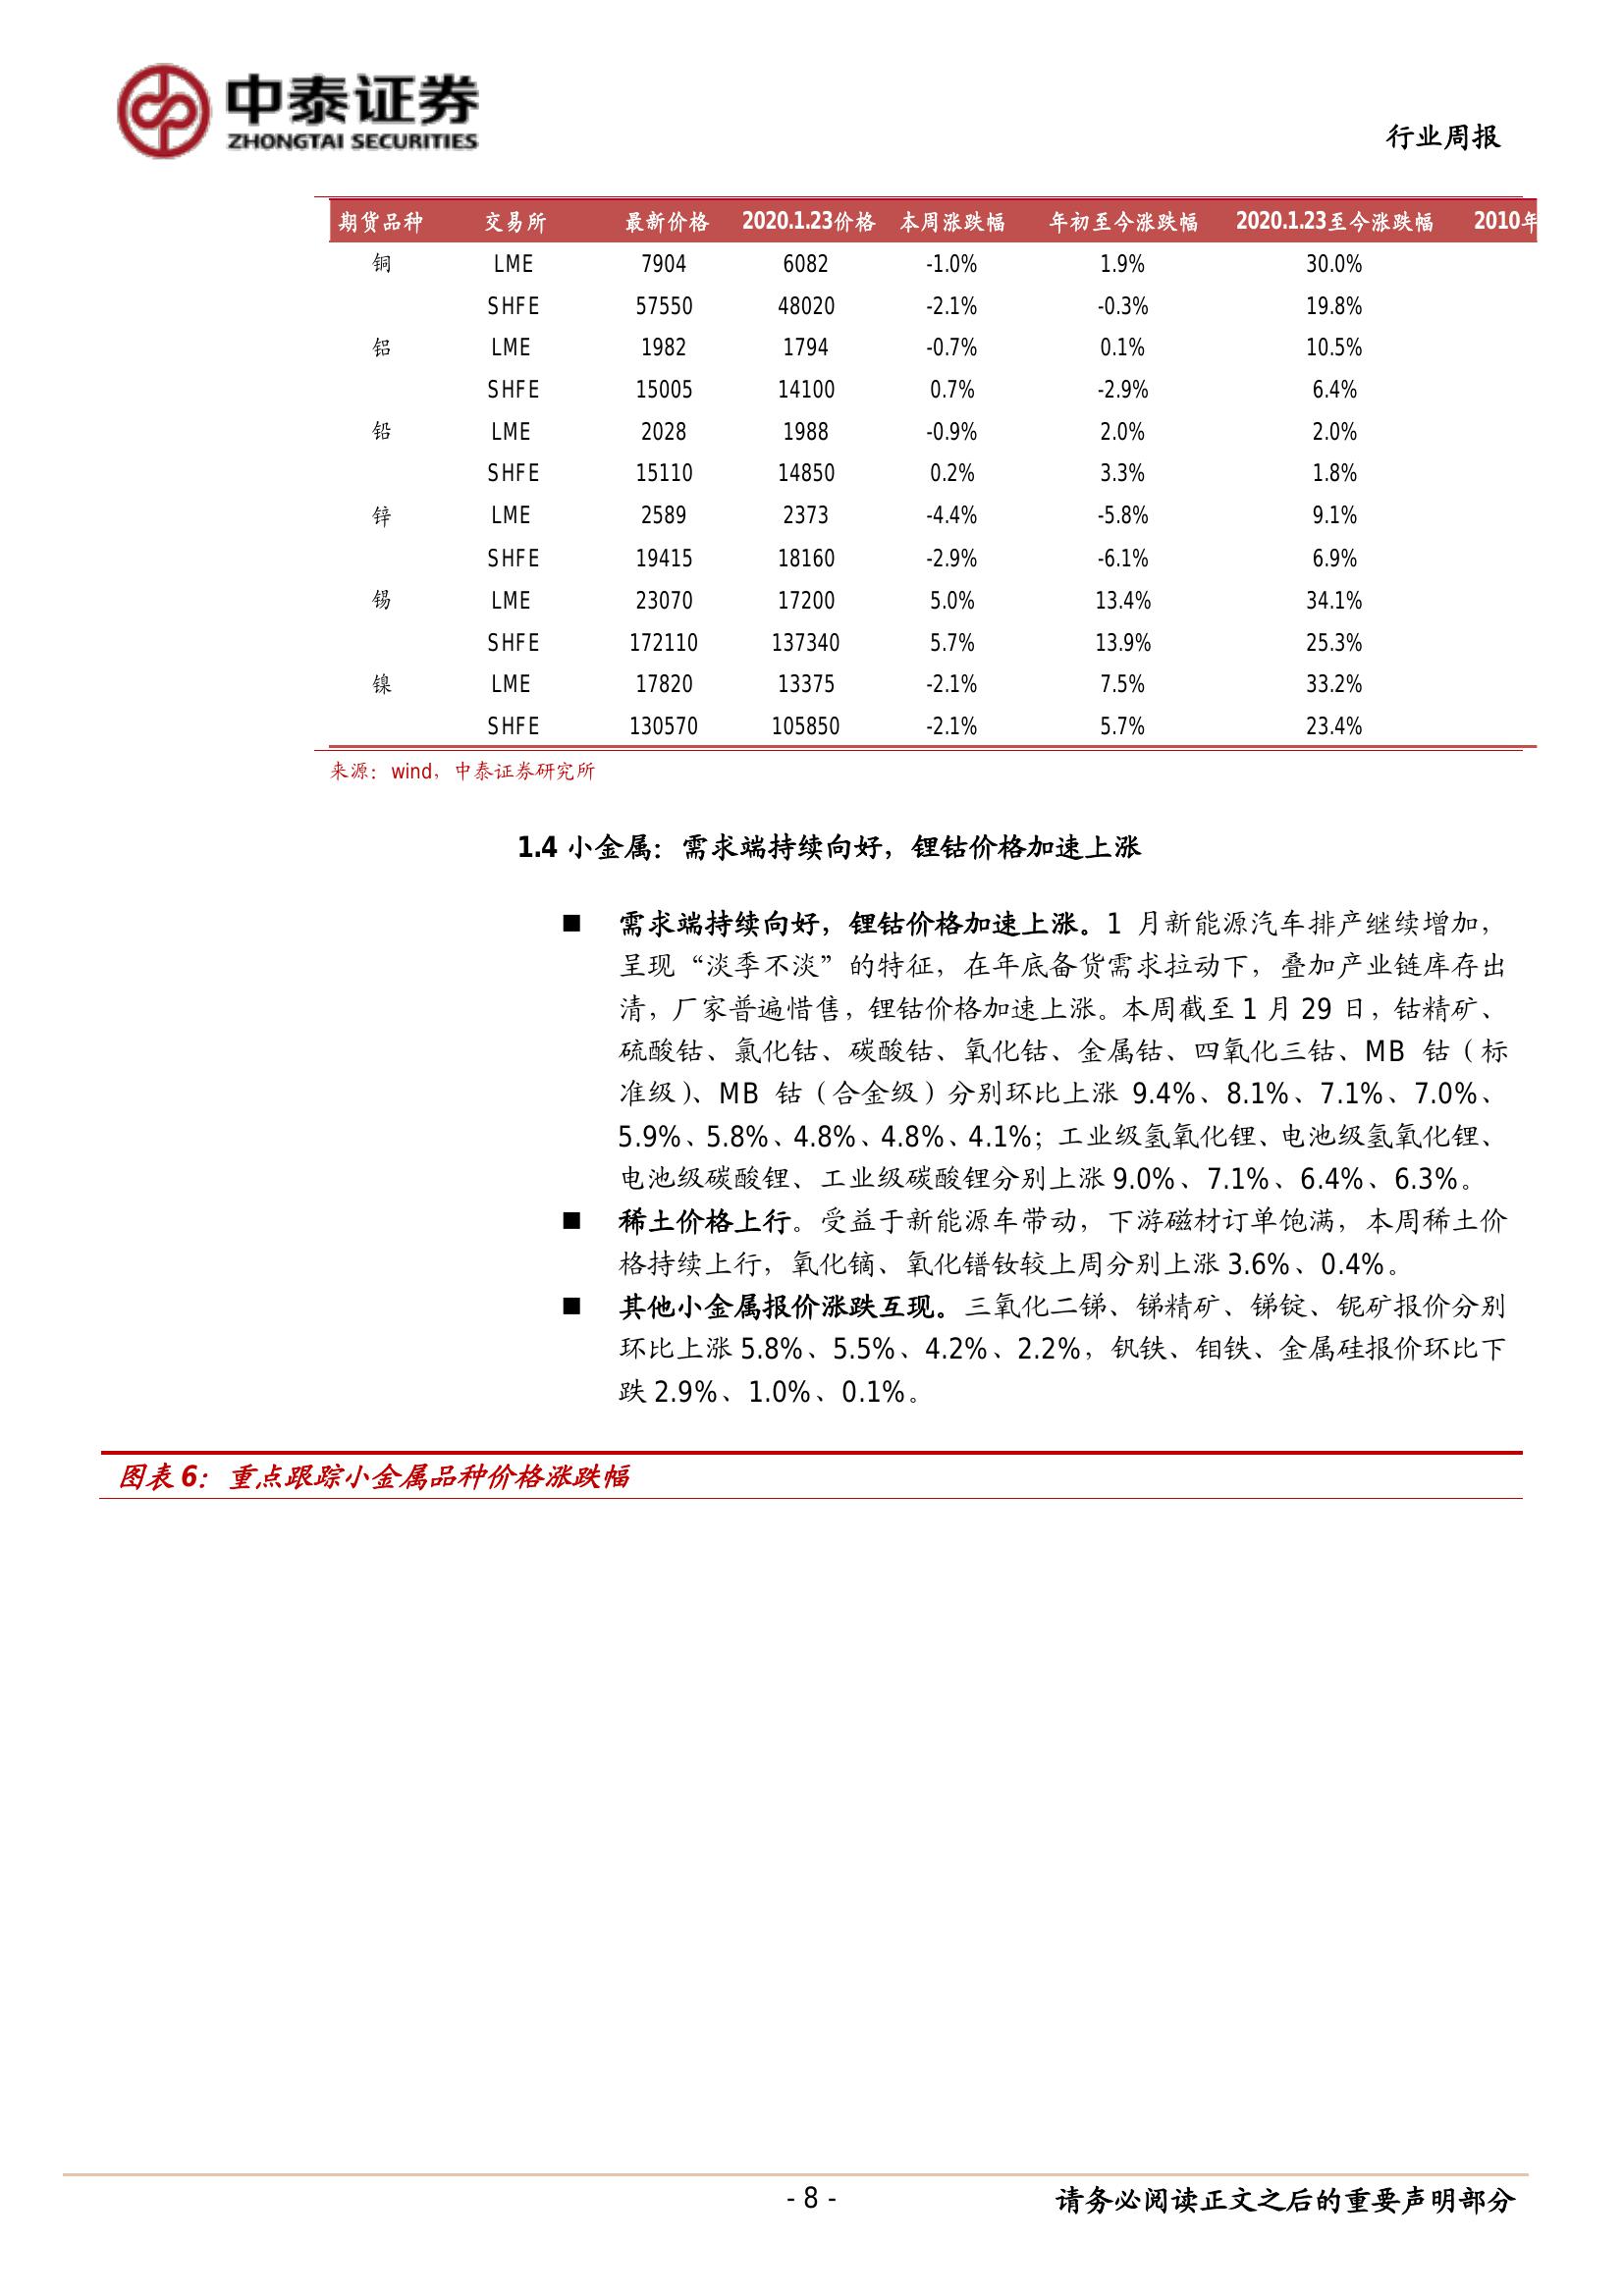 中泰证券
ZHONGTAI SECURITIES
行业周报
期货品种 交易所 最新价格 2020.1.23价格 本周涨跌幅 年初至今涨跌幅 2020.1.23至今涨跌幅 2010年
铜 LME 7904 6082 -1.0% 1.9% 30.0%
SHFE 57550 48020 -2.1% -0.3% 19.8%
铝 LME 1982 1794 -0.7% 0.1% 10.5%
SHFE 15005 14100 0.7% -2.9% 6.4%
铅 LME 2028 1988 -0.9% 2.0% 2.0%
SHFE 15110 14850 0.2% 3.3% 1.8%
锌 LME 2589 2373 -4.4% -5.8% 9.1%
SHFE 19415 18160 -2.9% -6.1% 6.9%
锡 LME 23070 17200 5.0% 13.4% 34.1%
SHFE 172110 137340 5.7% 13.9% 25.3%
镍 LME 17820 13375 -2.1% 7.5% 33.2%
SHFE 130570 105850 -2.1% 5.7% 23.4%
来源：wind，中泰证券研究所
1.4 小金属：需求端持续向好，锂钴价格加速上涨
■ 需求端持续向好，锂钴价格加速上涨。1 月新能源汽车排产继续增加，
呈现“淡季不淡”的特征，在年底备货需求拉动下，叠加产业链库存出
清，厂家普遍惜售，锂钴价格加速上涨。本周截至 1 月 29 日，钴精矿、
硫酸钴、氯化钴、碳酸钴、氧化钴、金属钴、四氧化三钴、MB 钴（标
准级）、MB 钴（合金级）分别环比上涨 9.4%、8.1%、7.1%、7.0%、
5.9%、5.8%、4.8%、4.8%、4.1%；工业级氢氧化锂、电池级氢氧化锂、
电池级碳酸锂、工业级碳酸锂分别上涨 9.0%、7.1%、6.4%、6.3%。
■ 稀土价格上行。受益于新能源车带动，下游磁材订单饱满，本周稀土价
格持续上行，氧化镝、氧化镨钕较上周分别上涨 3.6%、0.4%。
■ 其他小金属报价涨跌互现。三氧化二锑、锑精矿、锑锭、铌矿报价分别
环比上涨 5.8%、5.5%、4.2%、2.2%，钒铁、钼铁、金属硅报价环比下
跌 2.9%、1.0%、0.1%。
图表 6：重点跟踪小金属品种价格涨跌幅
- 8 -
请务必阅读正文之后的重要声明部分